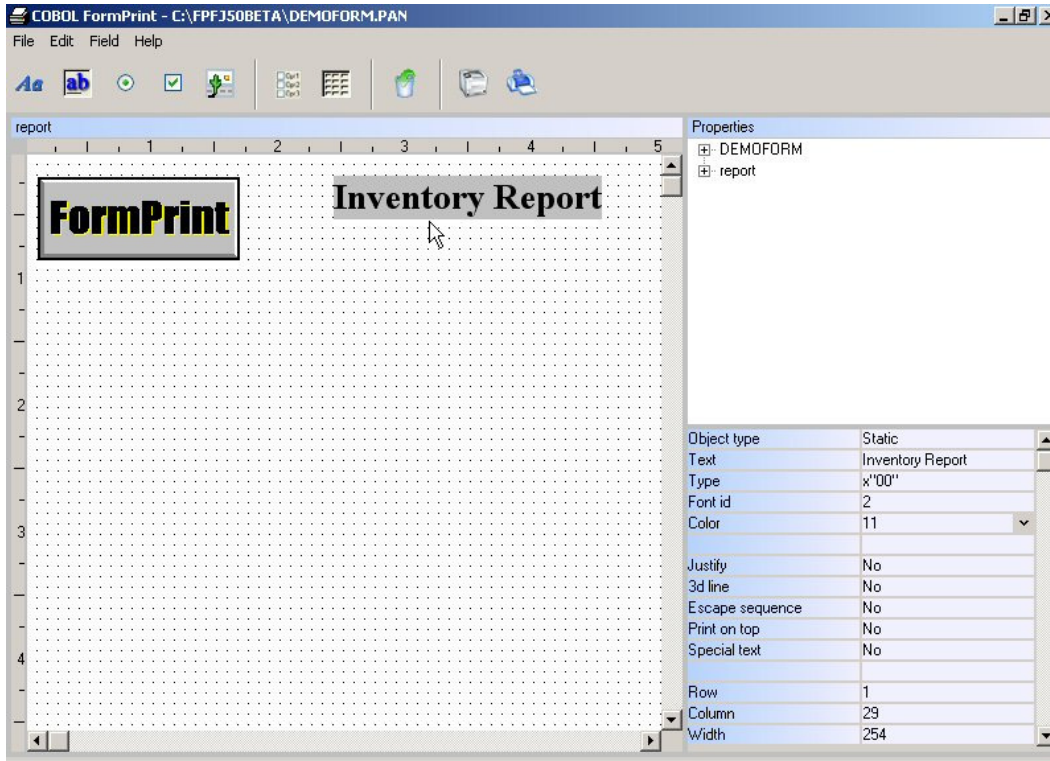 COBOL FormPrint - C:\FPFJ50BETA\DEMOFORM.PAN
File Edit Field Help
Aa ab
report
1 2 3 4 5
FormPrint
Inventory Report
1
2
3
4
Properties
DEMOFORM
report
Object type Static
Text Inventory Report
Type x"00"
Font id 2
Color 11
Justify No
3d line No
Escape sequence No
Print on top No
Special text No
Row 1
Column 29
Width 254